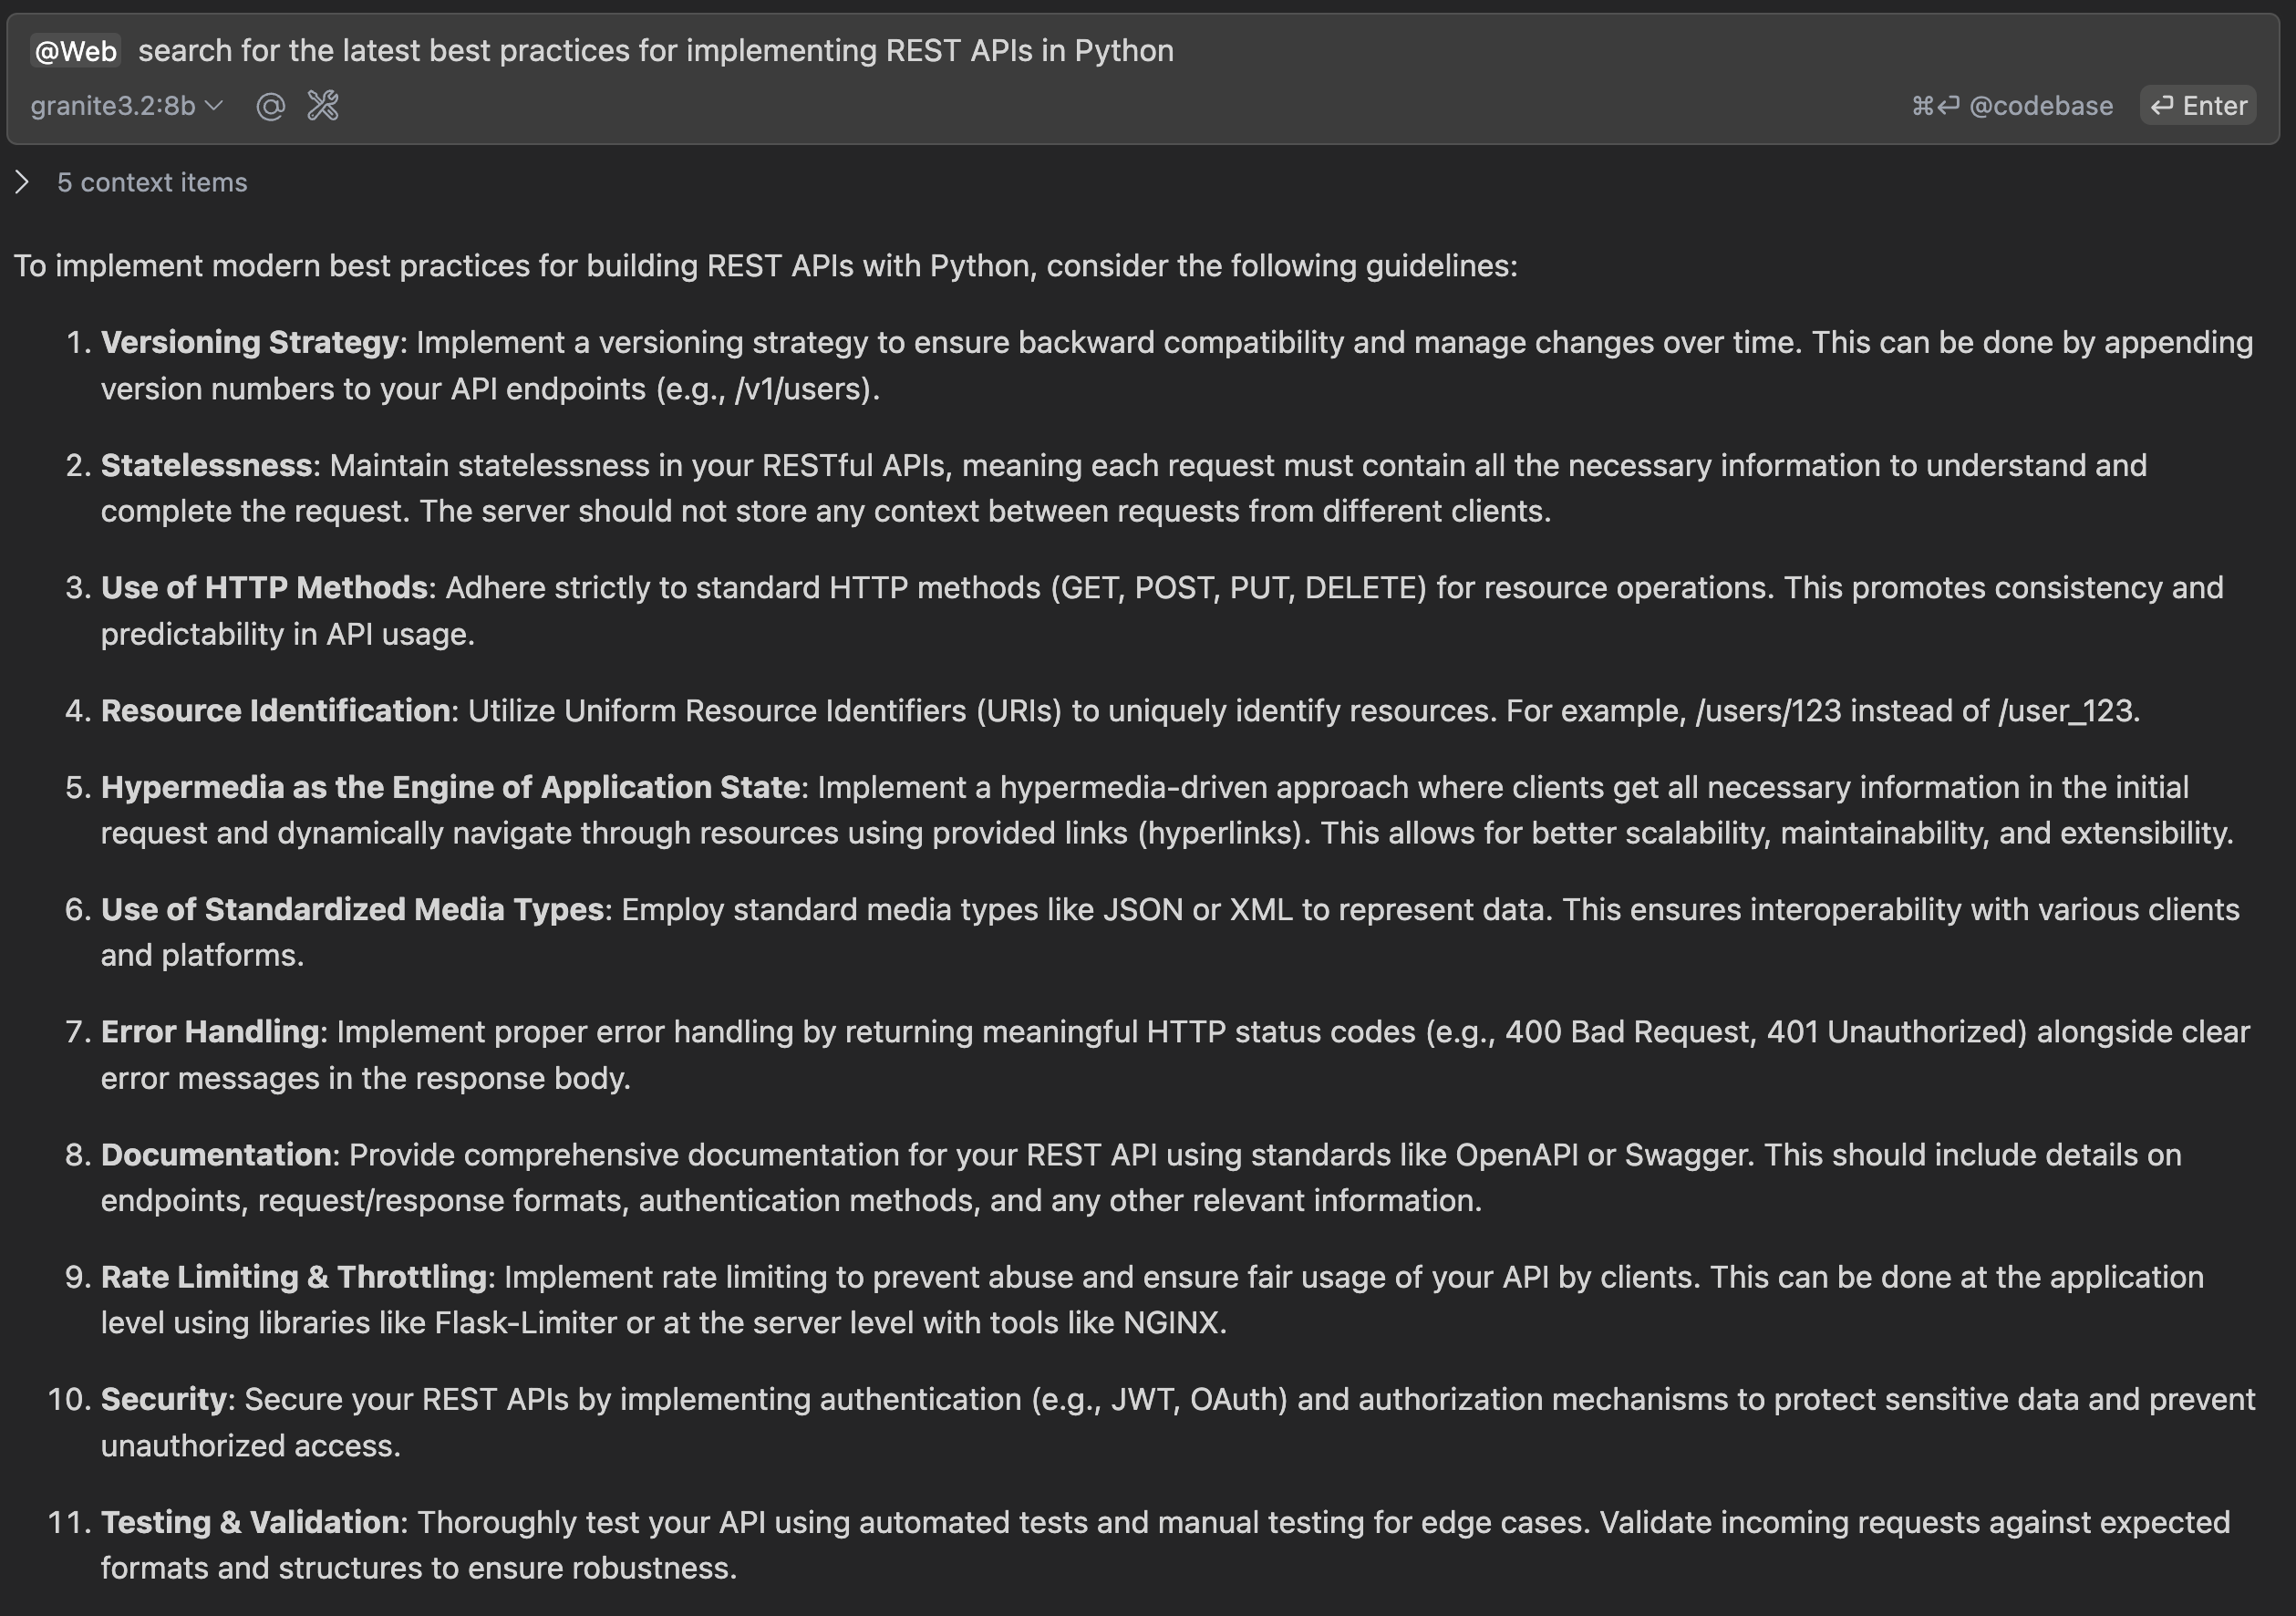 @Web search for the latest best practices for implementing REST APIs in Python
granite3.2:8b @ ⌘⏎ @codebase ⏎ Enter
5 context items
To implement modern best practices for building REST APIs with Python, consider the following guidelines:
1. Versioning Strategy: Implement a versioning strategy to ensure backward compatibility and manage changes over time. This can be done by appending
version numbers to your API endpoints (e.g., /v1/users).
2. Statelessness: Maintain statelessness in your RESTful APIs, meaning each request must contain all the necessary information to understand and
complete the request. The server should not store any context between requests from different clients.
3. Use of HTTP Methods: Adhere strictly to standard HTTP methods (GET, POST, PUT, DELETE) for resource operations. This promotes consistency and
predictability in API usage.
4. Resource Identification: Utilize Uniform Resource Identifiers (URIs) to uniquely identify resources. For example, /users/123 instead of /user_123.
5. Hypermedia as the Engine of Application State: Implement a hypermedia-driven approach where clients get all necessary information in the initial
request and dynamically navigate through resources using provided links (hyperlinks). This allows for better scalability, maintainability, and extensibility.
6. Use of Standardized Media Types: Employ standard media types like JSON or XML to represent data. This ensures interoperability with various clients
and platforms.
7. Error Handling: Implement proper error handling by returning meaningful HTTP status codes (e.g., 400 Bad Request, 401 Unauthorized) alongside clear
error messages in the response body.
8. Documentation: Provide comprehensive documentation for your REST API using standards like OpenAPI or Swagger. This should include details on
endpoints, request/response formats, authentication methods, and any other relevant information.
9. Rate Limiting & Throttling: Implement rate limiting to prevent abuse and ensure fair usage of your API by clients. This can be done at the application
level using libraries like Flask-Limiter or at the server level with tools like NGINX.
10. Security: Secure your REST APIs by implementing authentication (e.g., JWT, OAuth) and authorization mechanisms to protect sensitive data and prevent
unauthorized access.
11. Testing & Validation: Thoroughly test your API using automated tests and manual testing for edge cases. Validate incoming requests against expected
formats and structures to ensure robustness.